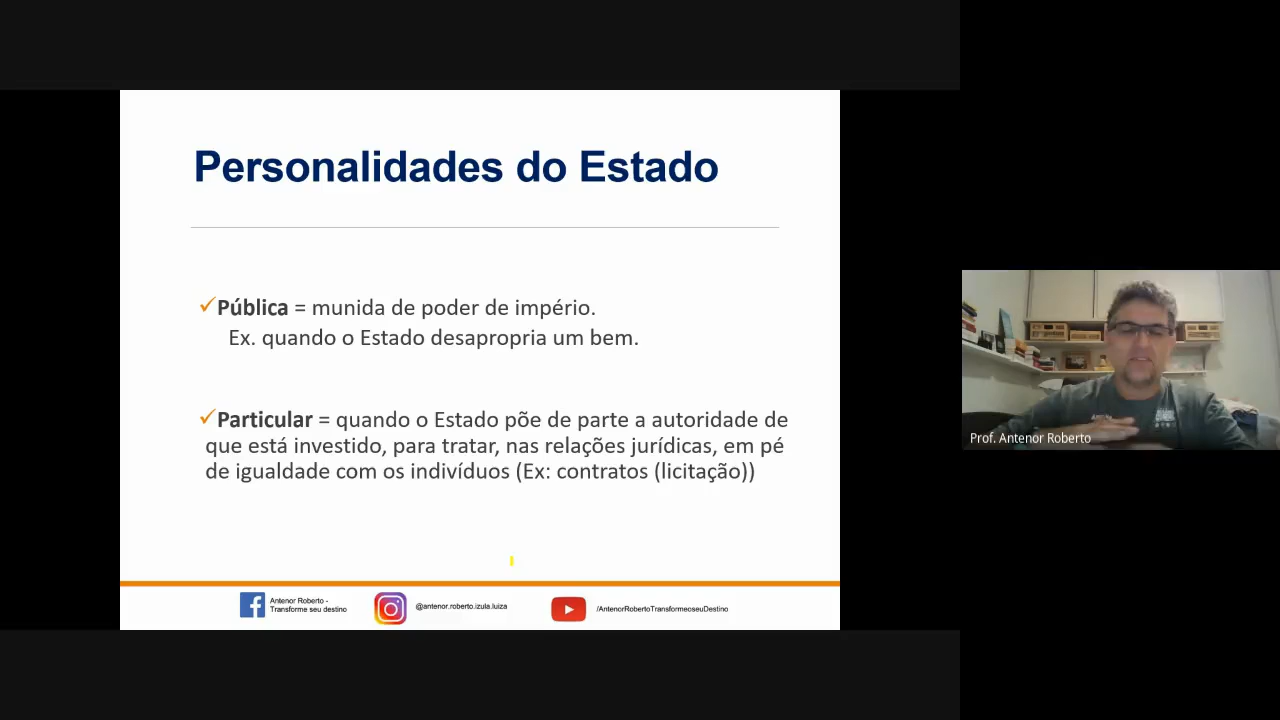 Personalidades do Estado
✓Pública = munida de poder de império.
Ex. quando o Estado desapropria um bem.
✓Particular = quando o Estado põe de parte a autoridade de
que está investido, para tratar, nas relações jurídicas, em pé
de igualdade com os indivíduos (Ex: contratos (licitação))
Antenor Roberto -
Transforme seu destino
@antenor.roberto.izula.luiza
/AntenorRobertoTransformeoseuDestino
Prof. Antenor Roberto